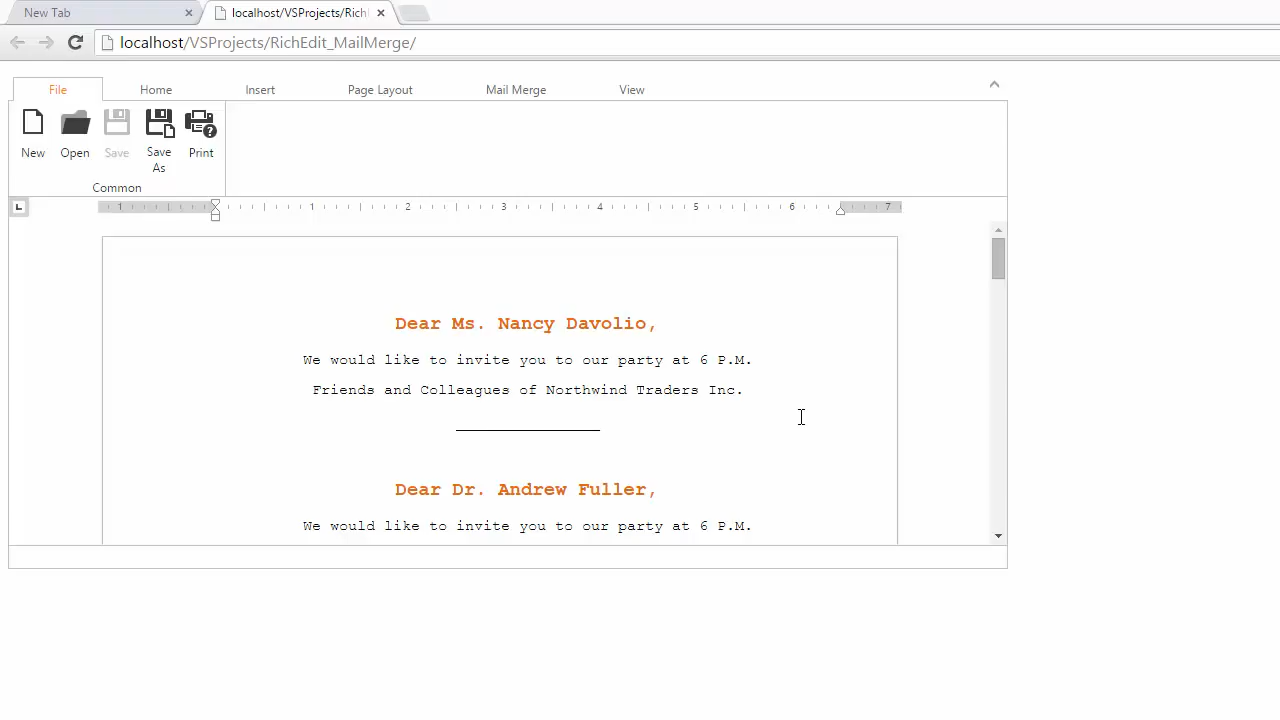 New Tab
localhost/VSProjects/Rich
localhost/VSProjects/RichEdit_MailMerge/
File Home Insert Page Layout Mail Merge View
New Open Save Save As Print
Common
1 1 2 3 4 5 6 7
Dear Ms. Nancy Davolio,
We would like to invite you to our party at 6 P.M.
Friends and Colleagues of Northwind Traders Inc.
Dear Dr. Andrew Fuller,
We would like to invite you to our party at 6 P.M.